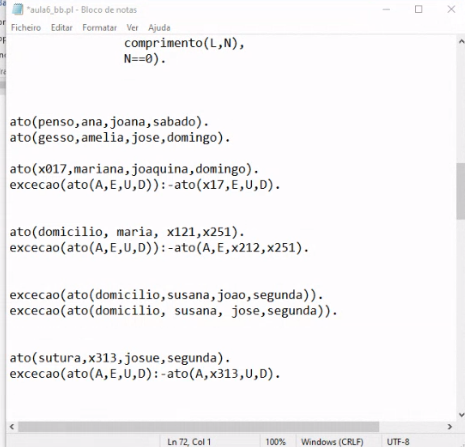 *aula6_bb.pl - Bloco de notas
Ficheiro Editar Formatar Ver Ajuda
comprimento(L,N),
N==0).
ato(penso,ana,joana,sabado).
ato(gesso,amelia,jose,domingo).
ato(x017,mariana,joaquina,domingo).
excecao(ato(A,E,U,D)):-ato(x17,E,U,D).
ato(domicilio, maria, x121,x251).
excecao(ato(A,E,U,D)):-ato(A,E,x212,x251).
excecao(ato(domicilio,susana,joao,segunda)).
excecao(ato(domicilio, susana, jose,segunda)).
ato(sutura,x313,josue,segunda).
excecao(ato(A,E,U,D):-ato(A,x313,U,D).
Ln 72, Col 1 100% Windows (CRLF) UTF-8